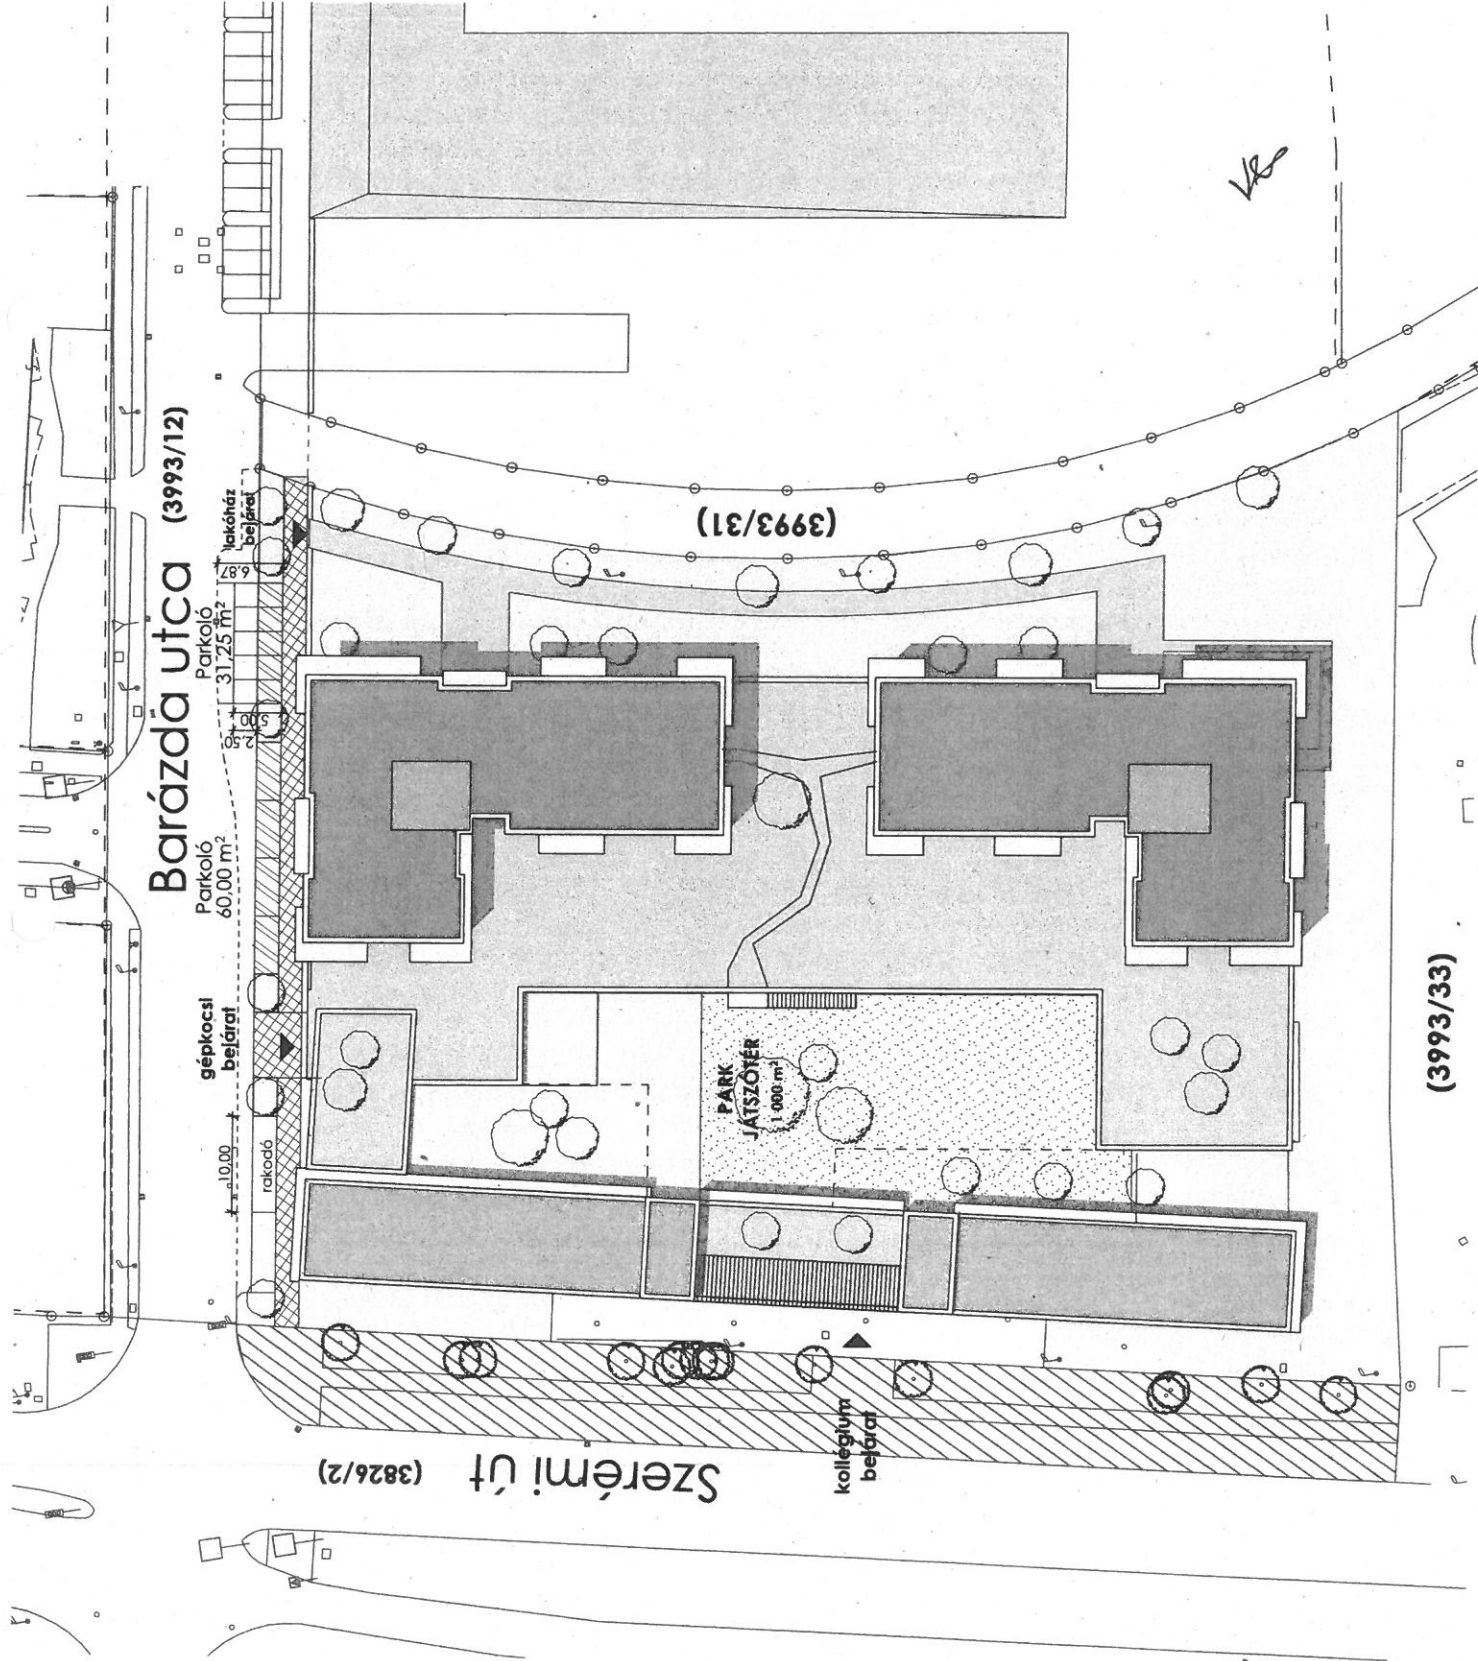 Barázda utca (3993/12)
lakóház
bejárat
6,87
Parkoló
31,25 m²
5,00
2,50
Parkoló
60,00 m²
gépkocsi
bejárat
10,00
rakodó
(3993/31)
PARK
JÁTSZÓTÉR
1 000 m²
(3993/33)
kollégium
bejárat
Szerémi út (3826/2)